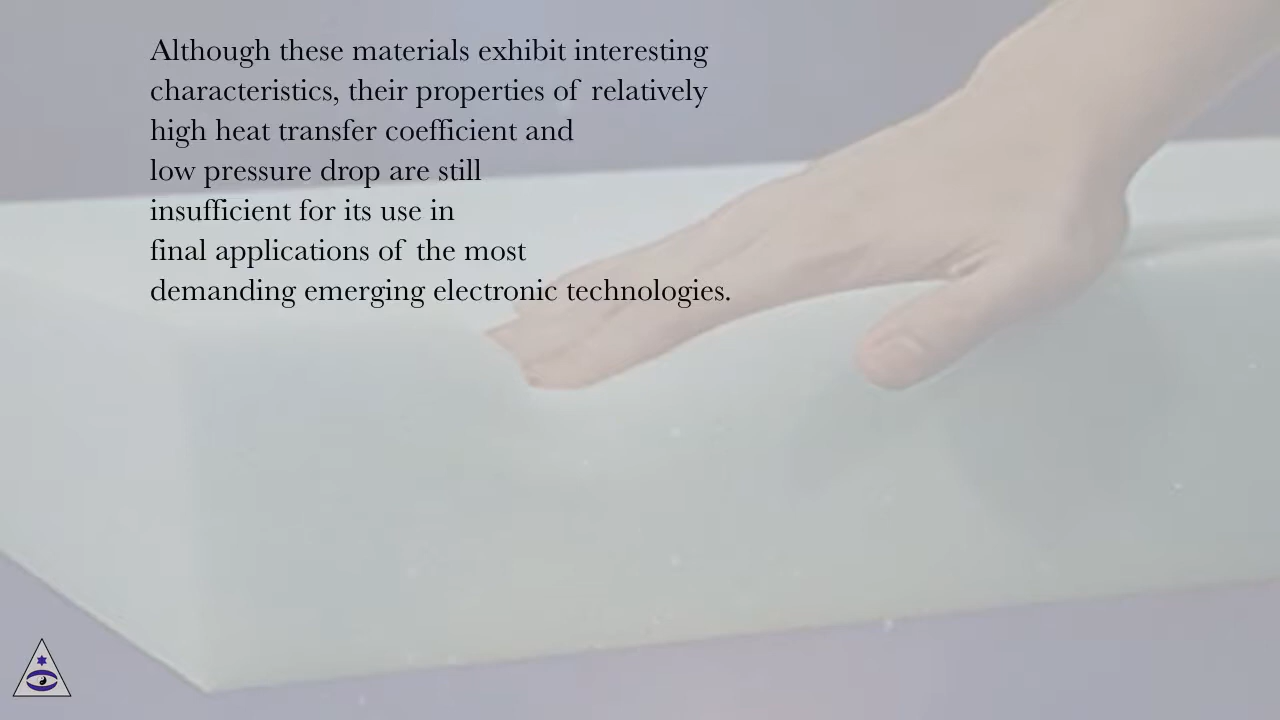 Although these materials exhibit interesting
characteristics, their properties of relatively
high heat transfer coefficient and
low pressure drop are still
insufficient for its use in
final applications of the most
demanding emerging electronic technologies.